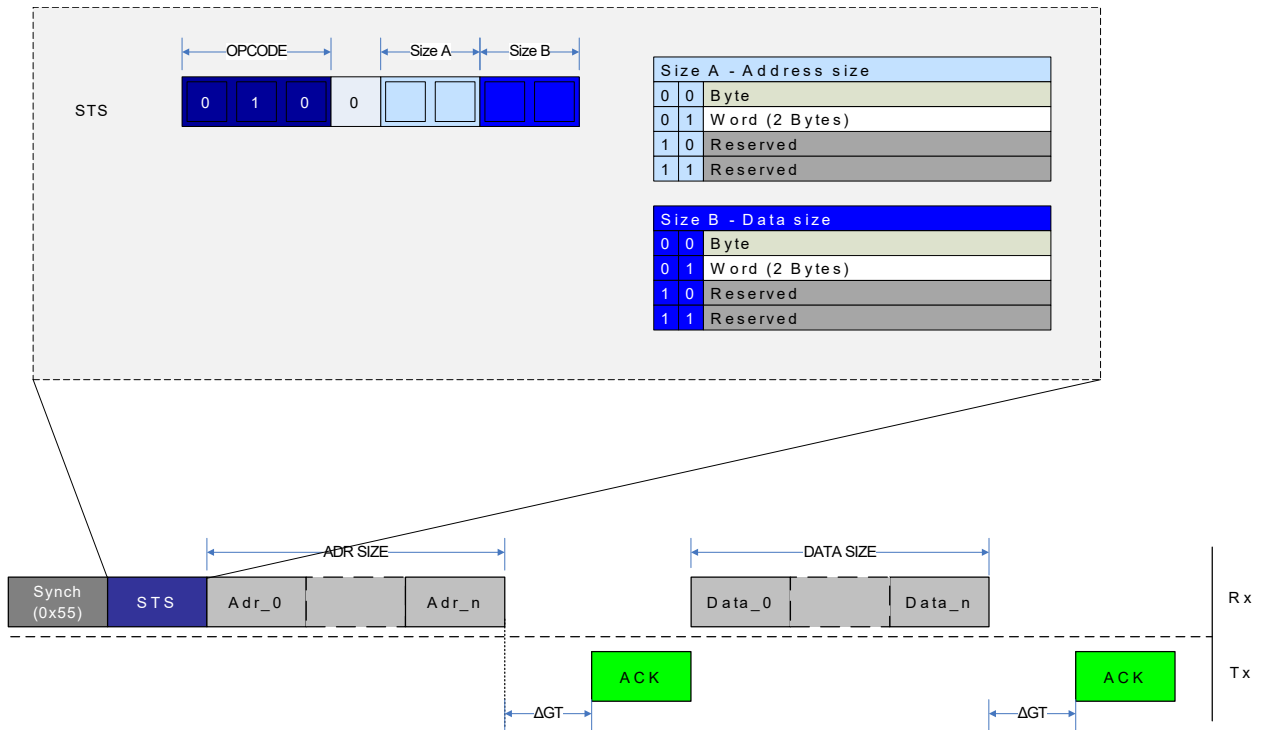 OPCODE Size A Size B
STS 0 1 0 0
Size A - Address size
0 0 Byte
0 1 Word (2 Bytes)
1 0 Reserved
1 1 Reserved
Size B - Data size
0 0 Byte
0 1 Word (2 Bytes)
1 0 Reserved
1 1 Reserved
ADR SIZE DATA SIZE
Synch
(0x55)
STS Adr_0 Adr_n Data_0 Data_n Rx
ACK ACK Tx
ΔGT ΔGT